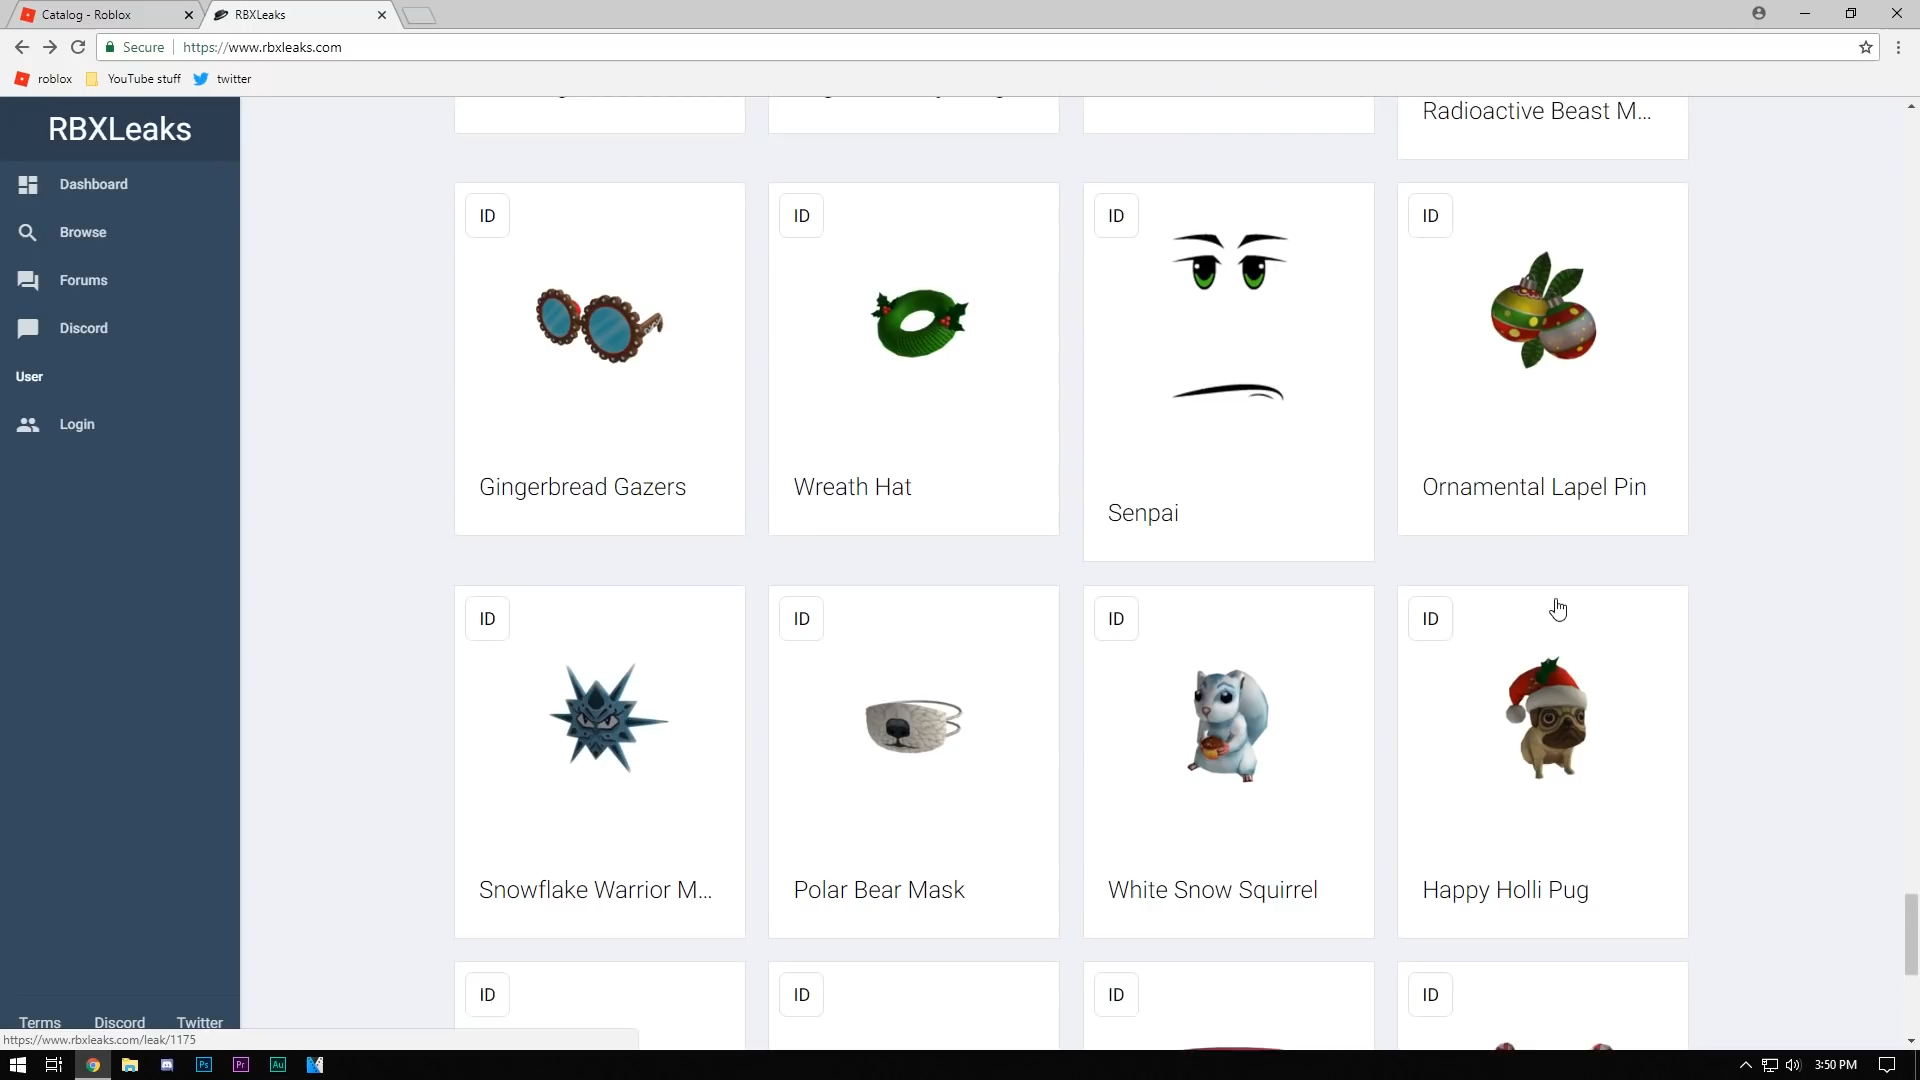 Catalog - Roblox
RBXLeaks
Secure
https://www.rbxleaks.com
roblox
YouTube stuff
twitter
RBXLeaks
Dashboard
Browse
Forums
Discord
User
Login
Terms
Discord
Twitter
Radioactive Beast M...
ID
ID
ID
ID
Gingerbread Gazers
Wreath Hat
Senpai
Ornamental Lapel Pin
ID
ID
ID
ID
Snowflake Warrior M...
Polar Bear Mask
White Snow Squirrel
Happy Holli Pug
ID
ID
ID
ID
https://www.rbxleaks.com/leak/1175
Ps
Pr
Au
3:50 PM